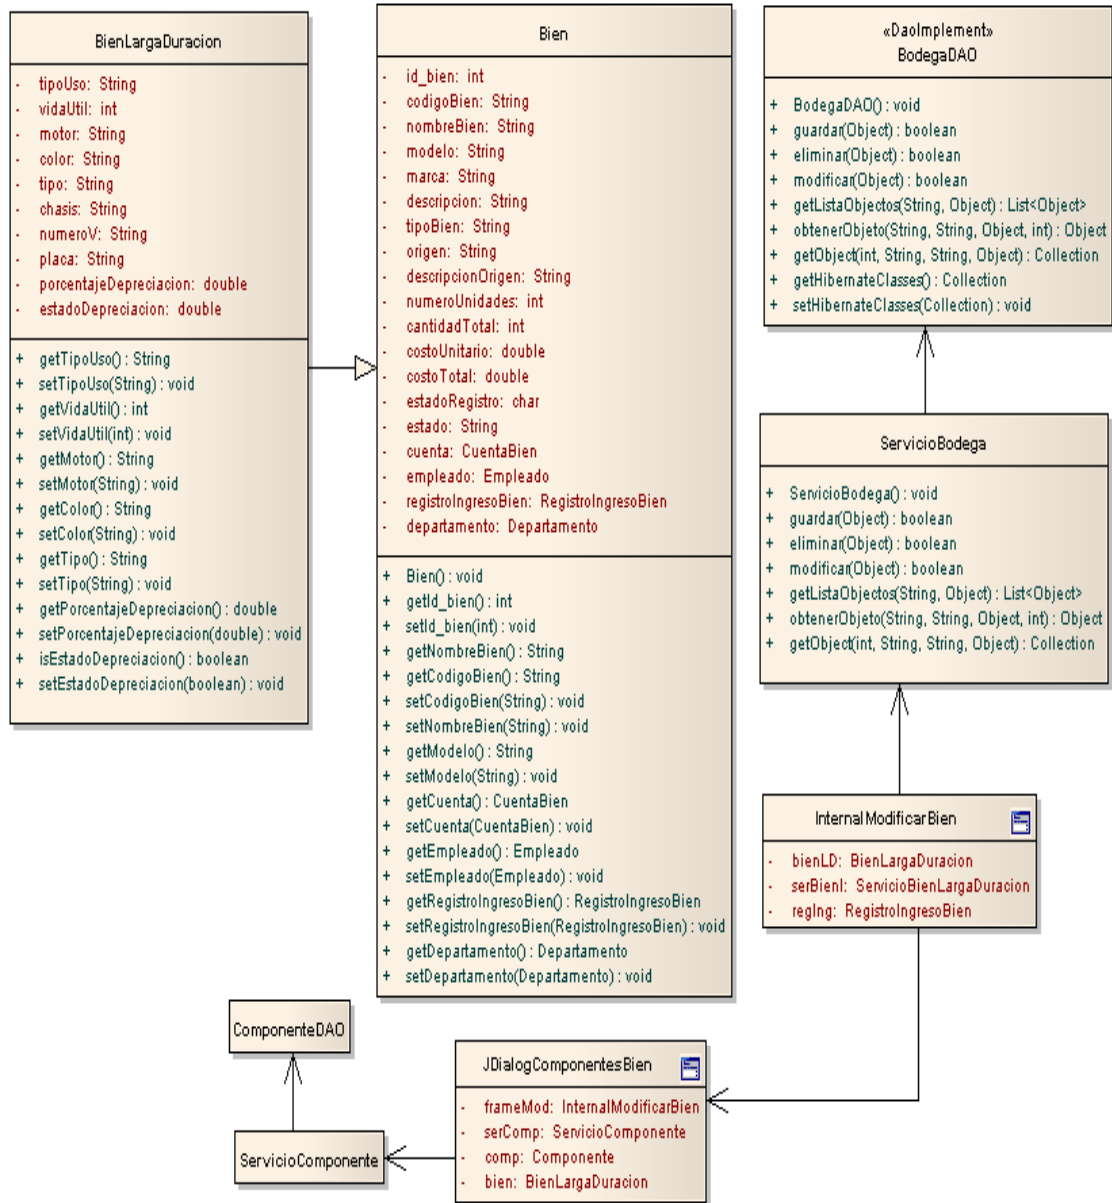 BienLargaDuracion
- tipoUso: String
- vidaUtil: int
- motor: String
- color: String
- tipo: String
- chasis: String
- numeroV: String
- placa: String
- porcentajeDepreciacion: double
- estadoDepreciacion: double
+ getTipoUso() : String
+ setTipoUso(String) : void
+ getVidaUtil() : int
+ setVidaUtil(int) : void
+ getMotor() : String
+ setMotor(String) : void
+ getColor() : String
+ setColor(String) : void
+ getTipo() : String
+ setTipo(String) : void
+ getPorcentajeDepreciacion() : double
+ setPorcentajeDepreciacion(double) : void
+ isEstadoDepreciacion() : boolean
+ setEstadoDepreciacion(boolean) : void
Bien
- id_bien: int
- codigoBien: String
- nombreBien: String
- modelo: String
- marca: String
- descripcion: String
- tipoBien: String
- origen: String
- descripcionOrigen: String
- numeroUnidades: int
- cantidadTotal: int
- costoUnitario: double
- costoTotal: double
- estadoRegistro: char
- estado: String
- cuenta: CuentaBien
- empleado: Empleado
- registroIngresoBien: RegistroIngresoBien
- departamento: Departamento
+ Bien() : void
+ getId_bien() : int
+ setId_bien(int) : void
+ getNombreBien() : String
+ getCodigoBien() : String
+ setCodigoBien(String) : void
+ setNombreBien(String) : void
+ getModelo() : String
+ setModelo(String) : void
+ getCuenta() : CuentaBien
+ setCuenta(CuentaBien) : void
+ getEmpleado() : Empleado
+ setEmpleado(Empleado) : void
+ getRegistroIngresoBien() : RegistroIngresoBien
+ setRegistroIngresoBien(RegistroIngresoBien) : void
+ getDepartamento() : Departamento
+ setDepartamento(Departamento) : void
«DaoImplement»
BodegaDAO
+ BodegaDAO() : void
+ guardar(Object) : boolean
+ eliminar(Object) : boolean
+ modificar(Object) : boolean
+ getListaObjectos(String, Object) : List<Object>
+ obtenerObjeto(String, String, Object, int) : Object
+ getObject(int, String, String, Object) : Collection
+ getHibernateClasses() : Collection
+ setHibernateClasses(Collection) : void
ServicioBodega
+ ServicioBodega() : void
+ guardar(Object) : boolean
+ eliminar(Object) : boolean
+ modificar(Object) : boolean
+ getListaObjectos(String, Object) : List<Object>
+ obtenerObjeto(String, String, Object, int) : Object
+ getObject(int, String, String, Object) : Collection
InternalModificarBien
- bienLD: BienLargaDuracion
- serBienI: ServicioBienLargaDuracion
- regIng: RegistroIngresoBien
ComponenteDAO
ServicioComponente
JDialogComponentesBien
- frameMod: InternalModificarBien
- serComp: ServicioComponente
- comp: Componente
- bien: BienLargaDuracion